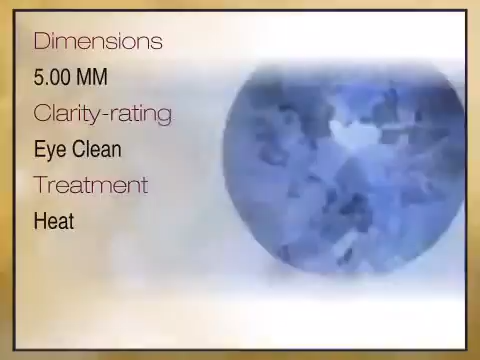 Dimensions
5.00 MM
Clarity-rating
Eye Clean
Treatment
Heat